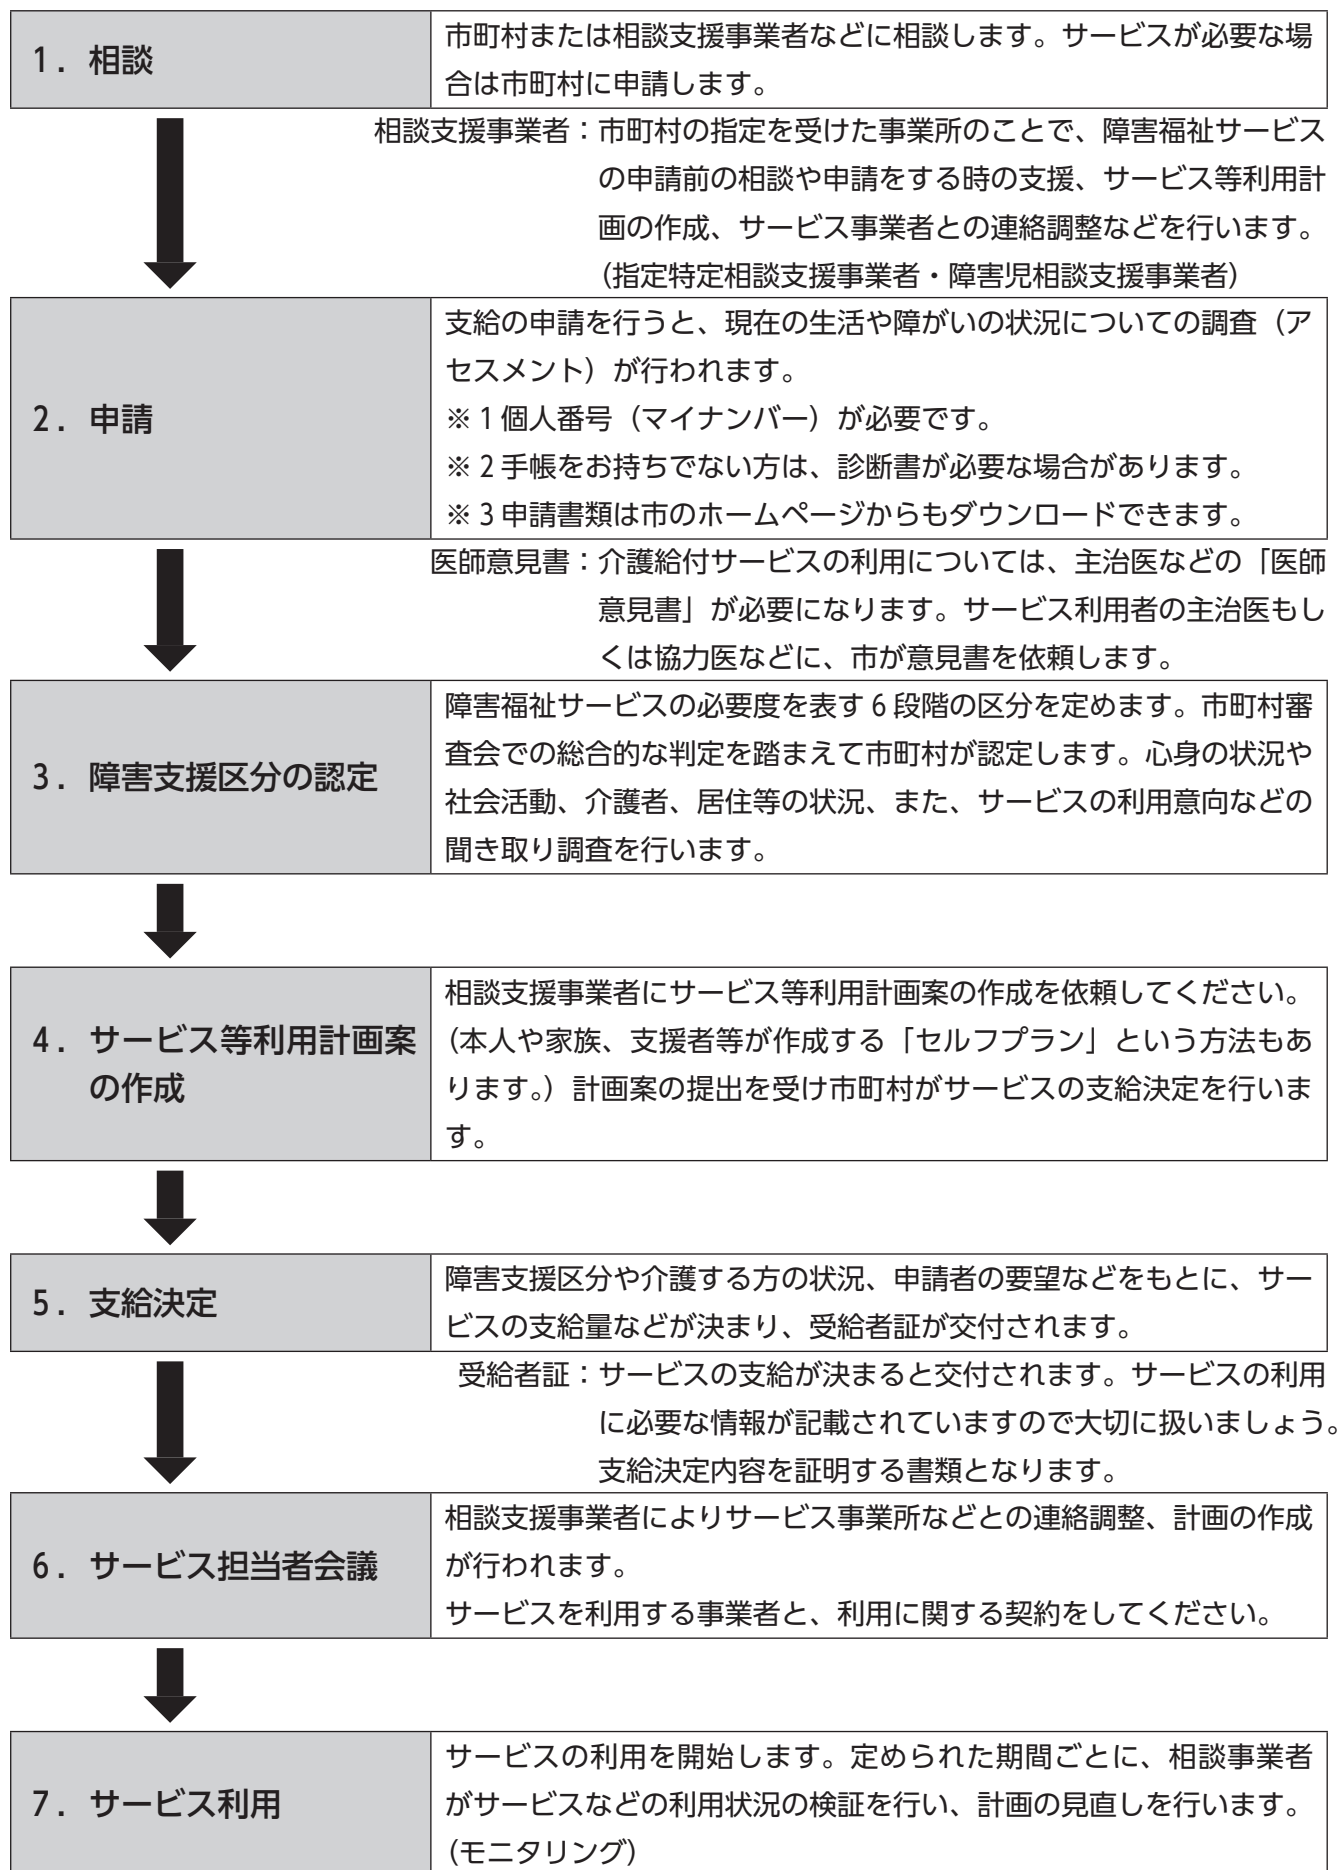 1．相談
市町村または相談支援事業者などに相談します。サービスが必要な場
合は市町村に申請します。
相談支援事業者：市町村の指定を受けた事業所のことで、障害福祉サービス
の申請前の相談や申請をする時の支援、サービス等利用計
画の作成、サービス事業者との連絡調整などを行います。
（指定特定相談支援事業者・障害児相談支援事業者）
2．申請
支給の申請を行うと、現在の生活や障がいの状況についての調査（ア
セスメント）が行われます。
※1個人番号（マイナンバー）が必要です。
※2手帳をお持ちでない方は、診断書が必要な場合があります。
※3申請書類は市のホームページからもダウンロードできます。
医師意見書：介護給付サービスの利用については、主治医などの「医師
意見書」が必要になります。サービス利用者の主治医もし
くは協力医などに、市が意見書を依頼します。
3．障害支援区分の認定
障害福祉サービスの必要度を表す6段階の区分を定めます。市町村審
査会での総合的な判定を踏まえて市町村が認定します。心身の状況や
社会活動、介護者、居住等の状況、また、サービスの利用意向などの
聞き取り調査を行います。
4．サービス等利用計画案
の作成
相談支援事業者にサービス等利用計画案の作成を依頼してください。
（本人や家族、支援者等が作成する「セルフプラン」という方法もあ
ります。）計画案の提出を受け市町村がサービスの支給決定を行いま
す。
5．支給決定
障害支援区分や介護する方の状況、申請者の要望などをもとに、サー
ビスの支給量などが決まり、受給者証が交付されます。
受給者証：サービスの支給が決まると交付されます。サービスの利用
に必要な情報が記載されていますので大切に扱いましょう。
支給決定内容を証明する書類となります。
6．サービス担当者会議
相談支援事業者によりサービス事業所などとの連絡調整、計画の作成
が行われます。
サービスを利用する事業者と、利用に関する契約をしてください。
7．サービス利用
サービスの利用を開始します。定められた期間ごとに、相談事業者
がサービスなどの利用状況の検証を行い、計画の見直しを行います。
（モニタリング）